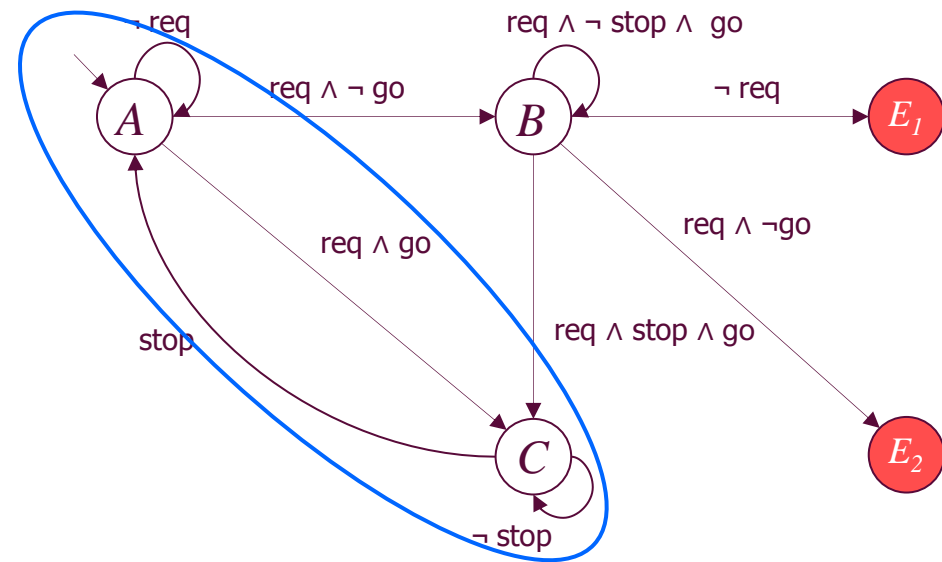 ¬ req
req ∧ ¬ stop ∧ go
req ∧ ¬ go
¬ req
A
B
E1
req ∧ ¬go
req ∧ go
req ∧ stop ∧ go
stop
C
E2
¬ stop